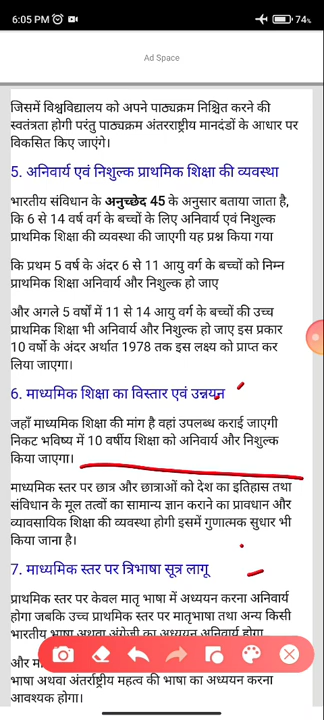 6:05 PM
74%
Ad Space
जिसमें विश्वविद्यालय को अपने पाठ्यक्रम निश्चित करने की
स्वतंत्रता होगी परंतु पाठ्यक्रम अंतरराष्ट्रीय मानदंडों के आधार पर
विकसित किए जाएंगे।
5. अनिवार्य एवं निशुल्क प्राथमिक शिक्षा की व्यवस्था
भारतीय संविधान के अनुच्छेद 45 के अनुसार बताया जाता है,
कि 6 से 14 वर्ष वर्ग के बच्चों के लिए अनिवार्य एवं निशुल्क
प्राथमिक शिक्षा की व्यवस्था की जाएगी यह प्रश्न किया गया
कि प्रथम 5 वर्ष के अंदर 6 से 11 आयु वर्ग के बच्चों को निम्न
प्राथमिक शिक्षा अनिवार्य और निशुल्क हो जाए
और अगले 5 वर्षों में 11 से 14 आयु वर्ग के बच्चों की उच्च
प्राथमिक शिक्षा भी अनिवार्य और निशुल्क हो जाए इस प्रकार
10 वर्षो के अंदर अर्थात 1978 तक इस लक्ष्य को प्राप्त कर
लिया जाएगा।
6. माध्यमिक शिक्षा का विस्तार एवं उन्नयन
जहाँ माध्यमिक शिक्षा की मांग है वहां उपलब्ध कराई जाएगी
निकट भविष्य में 10 वर्षीय शिक्षा को अनिवार्य और निशुल्क
किया जाएगा।
माध्यमिक स्तर पर छात्र और छात्राओं को देश का इतिहास तथा
संविधान के मूल तत्वों का सामान्य ज्ञान कराने का प्रावधान और
व्यावसायिक शिक्षा की व्यवस्था होगी इसमें गुणात्मक सुधार भी
किया जाना है।
7. माध्यमिक स्तर पर त्रिभाषा सूत्र लागू
प्राथमिक स्तर पर केवल मातृ भाषा में अध्ययन करना अनिवार्य
होगा जबकि उच्च प्राथमिक स्तर पर मातृभाषा तथा अन्य किसी
भारतीय भाषा अथवा अंग्रेजी का अध्ययन अनिवार्य होगा
और
भाषा अथवा अंतर्राष्ट्रीय महत्व की भाषा का अध्ययन करना
आवश्यक होगा।